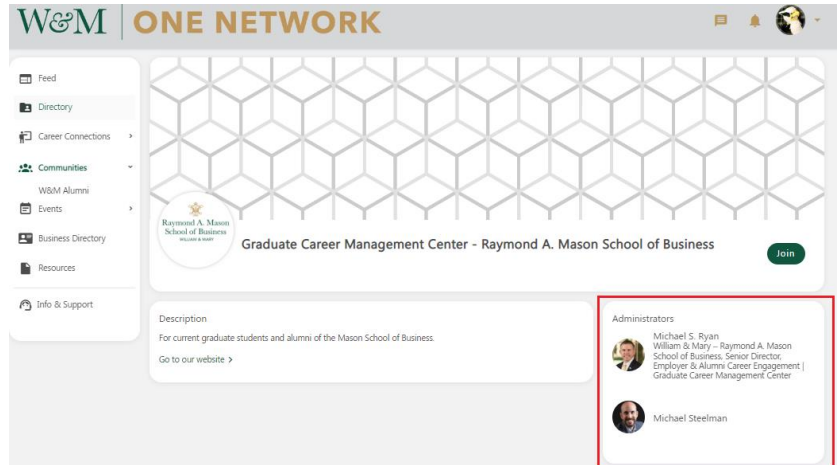 W&M | ONE NETWORK
Feed
Directory
Career Connections
Communities
W&M Alumni
Events
Business Directory
Resources
Info & Support
Raymond A. Mason
School of Business
WILLIAM & MARY
Graduate Career Management Center - Raymond A. Mason School of Business
Join
Description
For current graduate students and alumni of the Mason School of Business.
Go to our website >
Administrators
Michael S. Ryan
William & Mary – Raymond A. Mason
School of Business, Senior Director,
Employer & Alumni Career Engagement |
Graduate Career Management Center
Michael Steelman